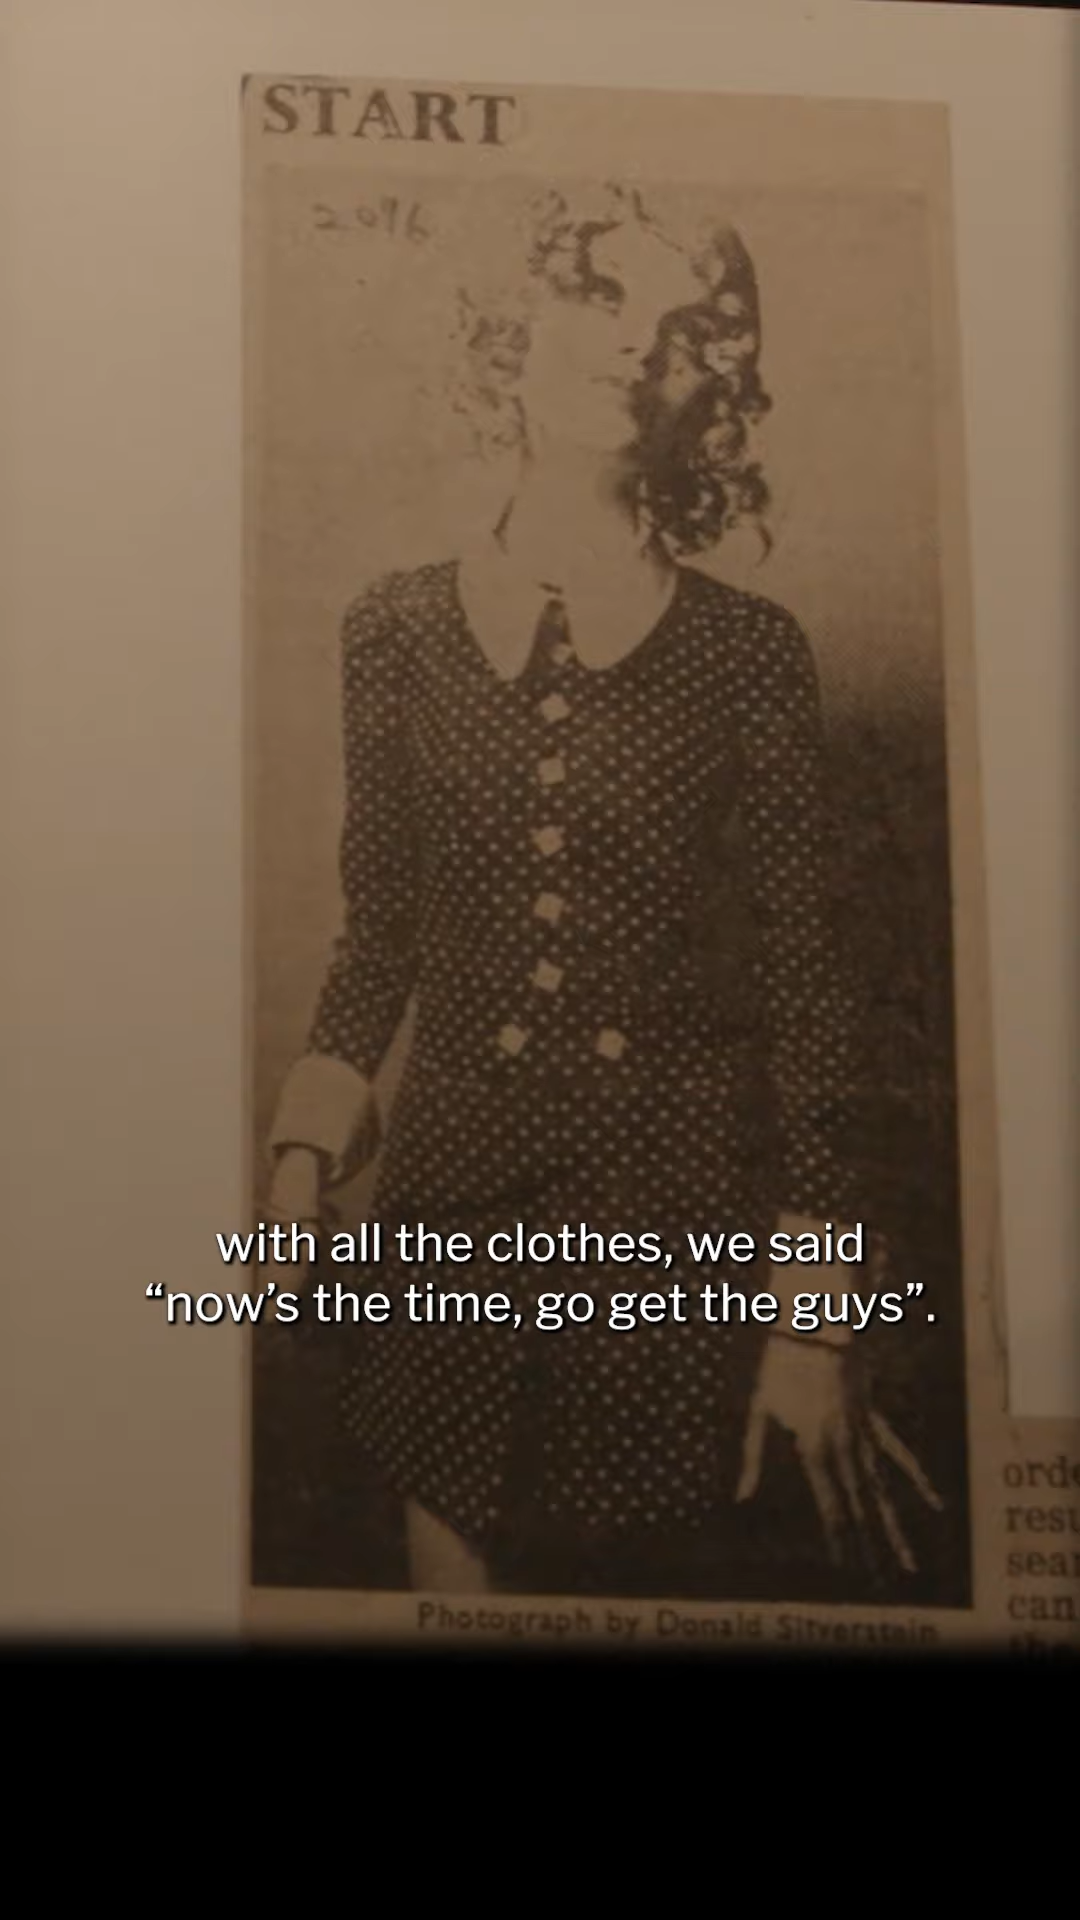 START
2096
with all the clothes, we said
“now’s the time, go get the guys”.
Photograph by Donald Silverstein
can